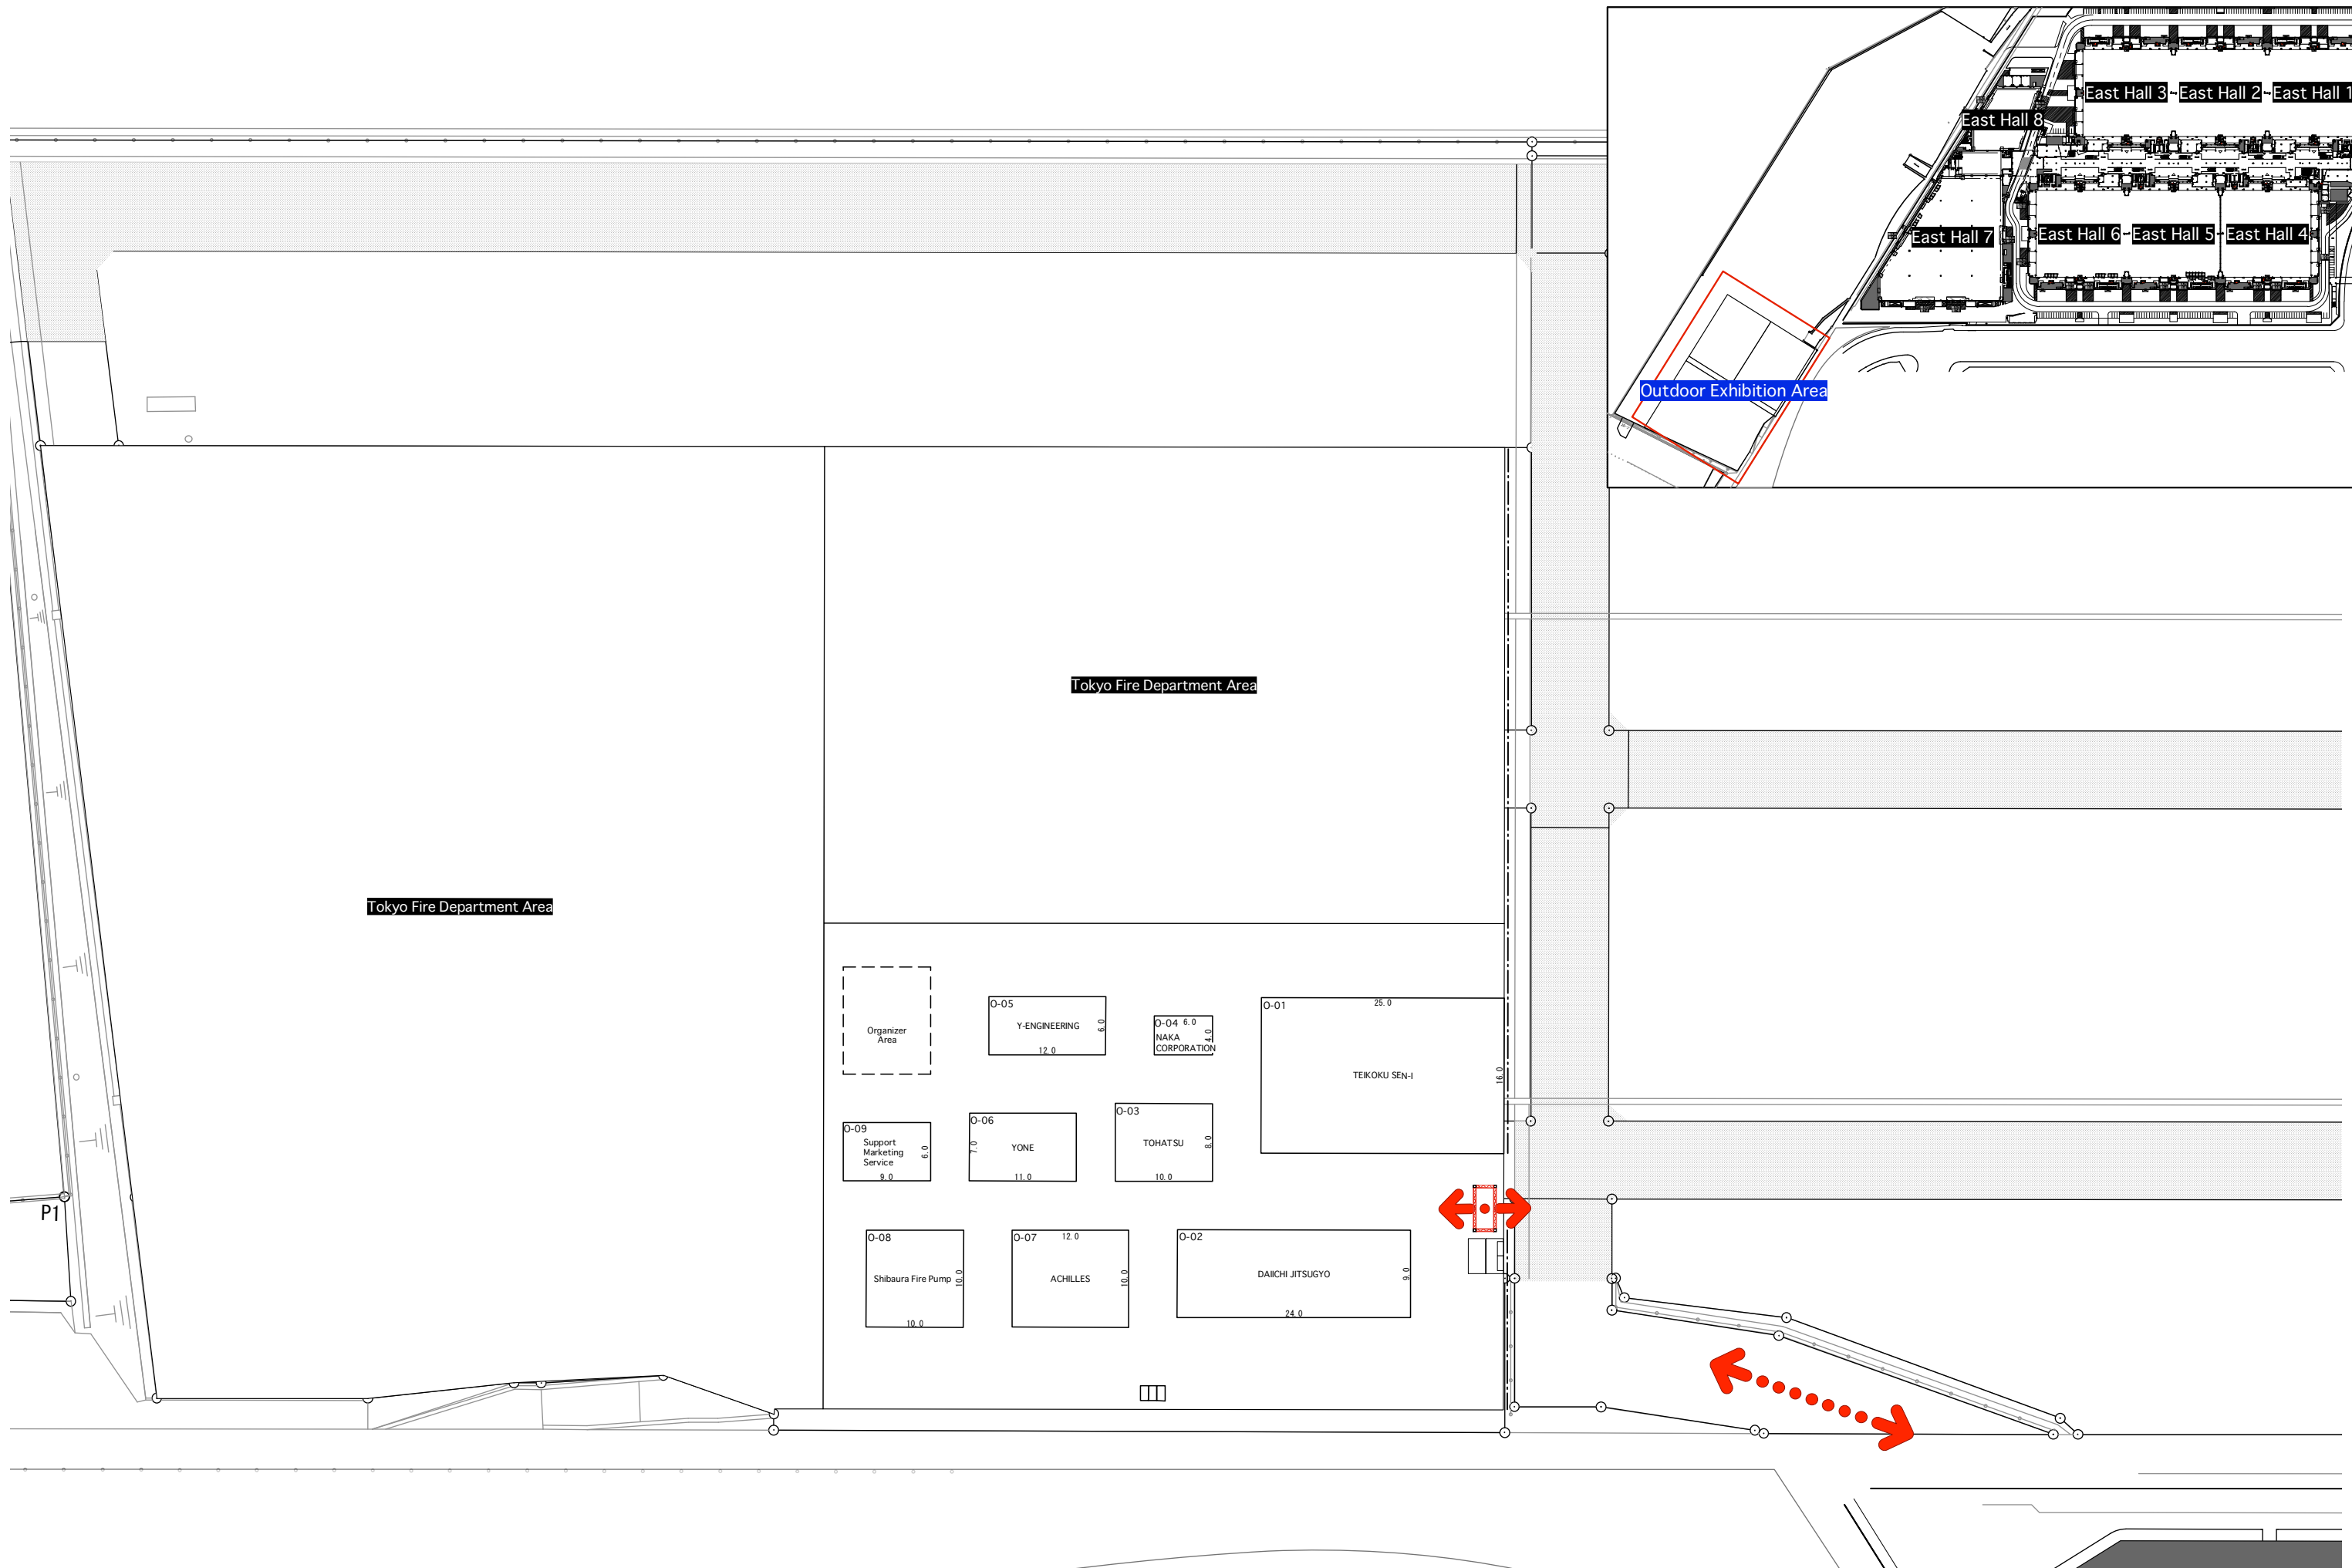 East Hall 3
East Hall 2
East Hall 1
East Hall 8
East Hall 7
East Hall 6
East Hall 5
East Hall 4
Outdoor Exhibition Area
Tokyo Fire Department Area
Tokyo Fire Department Area
Organizer
Area
O-05
Y-ENGINEERING
6.0
12.0
O-04 6.0
4.0
NAKA
CORPORATION
O-01
25.0
TEIKOKU SEN-I
16.0
O-09
Support
Marketing
Service
6.0
9.0
O-06
7.0
YONE
11.0
O-03
TOHATSU
8.0
10.0
P1
O-08
Shibaura Fire Pump
10.0
10.0
O-07
12.0
ACHILLES
10.0
O-02
DAIICHI JITSUGYO
9.0
24.0